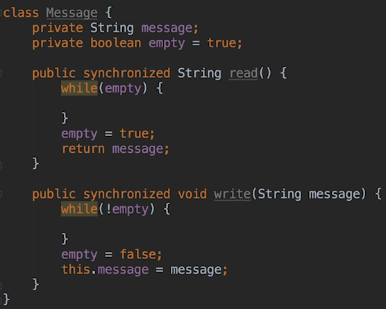 class Message {
    private String message;
    private boolean empty = true;

    public synchronized String read() {
        while(empty) {

        }
        empty = true;
        return message;
    }

    public synchronized void write(String message) {
        while(!empty) {

        }
        empty = false;
        this.message = message;
    }
}